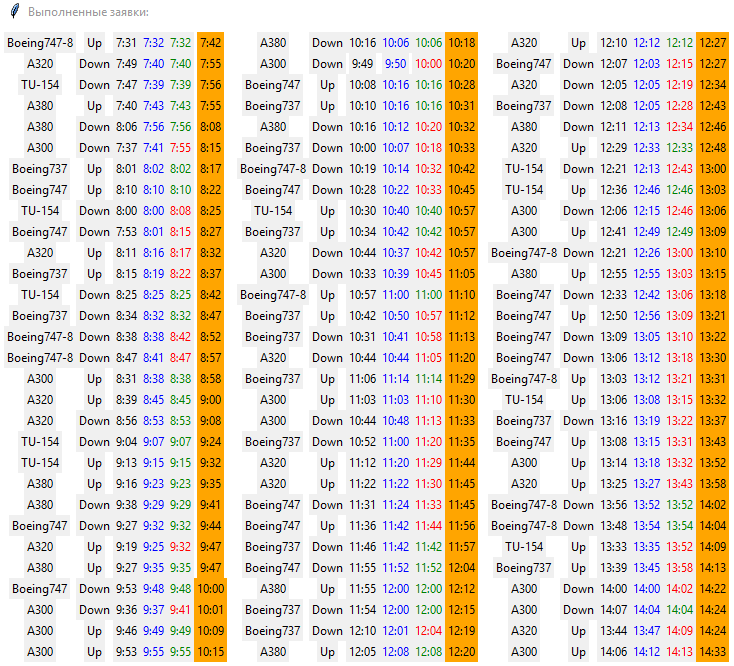 Выполненные заявки:
Boeing747-8 Up 7:31 7:32 7:32 7:42
A320 Down 7:49 7:40 7:40 7:55
TU-154 Down 7:47 7:39 7:39 7:56
A380 Up 7:40 7:43 7:43 7:55
A380 Down 8:06 7:56 7:56 8:08
A300 Down 7:37 7:41 7:55 8:15
Boeing737 Up 8:01 8:02 8:02 8:17
Boeing747 Up 8:10 8:10 8:10 8:22
TU-154 Down 8:00 8:00 8:08 8:25
Boeing747 Down 7:53 8:01 8:15 8:27
A320 Up 8:11 8:16 8:17 8:32
Boeing737 Up 8:15 8:19 8:22 8:37
TU-154 Down 8:25 8:25 8:25 8:42
Boeing737 Down 8:34 8:32 8:32 8:47
Boeing747-8 Down 8:38 8:38 8:42 8:52
Boeing747-8 Down 8:47 8:41 8:47 8:57
A300 Up 8:31 8:38 8:38 8:58
A320 Up 8:39 8:45 8:45 9:00
A320 Down 8:56 8:53 8:53 9:08
TU-154 Down 9:04 9:07 9:07 9:24
TU-154 Up 9:13 9:15 9:15 9:32
A380 Up 9:16 9:23 9:23 9:35
A380 Down 9:38 9:29 9:29 9:41
Boeing747 Down 9:27 9:32 9:32 9:44
A320 Up 9:19 9:25 9:32 9:47
A380 Up 9:27 9:35 9:35 9:47
Boeing747 Down 9:53 9:48 9:48 10:00
A300 Down 9:36 9:37 9:41 10:01
A300 Up 9:46 9:49 9:49 10:09
A300 Up 9:53 9:55 9:55 10:15
A380 Down 10:16 10:06 10:06 10:18
A300 Down 9:49 9:50 10:00 10:20
Boeing747 Up 10:08 10:16 10:16 10:28
Boeing737 Up 10:10 10:16 10:16 10:31
A380 Down 10:16 10:12 10:20 10:32
Boeing737 Down 10:00 10:07 10:18 10:33
Boeing747-8 Down 10:19 10:14 10:32 10:42
Boeing747 Down 10:28 10:22 10:33 10:45
TU-154 Up 10:30 10:40 10:40 10:57
Boeing737 Up 10:34 10:42 10:42 10:57
A320 Down 10:44 10:37 10:42 10:57
A300 Down 10:33 10:39 10:45 11:05
Boeing747-8 Up 10:57 11:00 11:00 11:10
Boeing737 Up 10:42 10:50 10:57 11:12
Boeing737 Down 10:31 10:41 10:58 11:13
A320 Down 10:44 10:44 11:05 11:20
Boeing737 Up 11:06 11:14 11:14 11:29
A300 Up 11:03 11:03 11:10 11:30
A300 Down 10:44 10:48 11:13 11:33
Boeing737 Down 10:52 11:00 11:20 11:35
A320 Up 11:12 11:20 11:29 11:44
A320 Up 11:22 11:22 11:30 11:45
Boeing747 Down 11:31 11:24 11:33 11:45
Boeing747 Up 11:36 11:42 11:44 11:56
Boeing737 Down 11:46 11:42 11:42 11:57
Boeing747 Down 11:55 11:52 11:52 12:04
A380 Up 11:55 12:00 12:00 12:12
Boeing737 Down 11:54 12:00 12:00 12:15
Boeing737 Down 12:10 12:01 12:04 12:19
A380 Up 12:05 12:08 12:08 12:20
A320 Up 12:10 12:12 12:12 12:27
Boeing747 Down 12:07 12:03 12:15 12:27
A320 Down 12:05 12:05 12:19 12:34
Boeing737 Down 12:08 12:05 12:28 12:43
A380 Down 12:11 12:13 12:34 12:46
A320 Up 12:29 12:33 12:33 12:48
TU-154 Down 12:21 12:13 12:43 13:00
TU-154 Up 12:36 12:46 12:46 13:03
A300 Down 12:06 12:15 12:46 13:06
A300 Up 12:41 12:49 12:49 13:09
Boeing747-8 Down 12:21 12:26 13:00 13:10
A380 Up 12:55 12:55 13:03 13:15
Boeing747 Down 12:33 12:42 13:06 13:18
Boeing747 Up 12:50 12:56 13:09 13:21
Boeing747 Down 13:09 13:05 13:10 13:22
Boeing747 Down 13:06 13:12 13:18 13:30
Boeing747-8 Up 13:03 13:12 13:21 13:31
TU-154 Up 13:06 13:08 13:15 13:32
Boeing737 Down 13:16 13:19 13:22 13:37
Boeing747 Up 13:08 13:15 13:31 13:43
A300 Up 13:14 13:18 13:32 13:52
A320 Up 13:25 13:27 13:43 13:58
Boeing747-8 Down 13:56 13:52 13:52 14:02
Boeing747-8 Down 13:48 13:54 13:54 14:04
TU-154 Up 13:33 13:35 13:52 14:09
Boeing737 Up 13:39 13:45 13:58 14:13
A300 Down 14:00 14:00 14:02 14:22
A300 Down 14:07 14:04 14:04 14:24
A320 Up 13:44 13:47 14:09 14:24
A300 Up 14:06 14:12 14:13 14:33